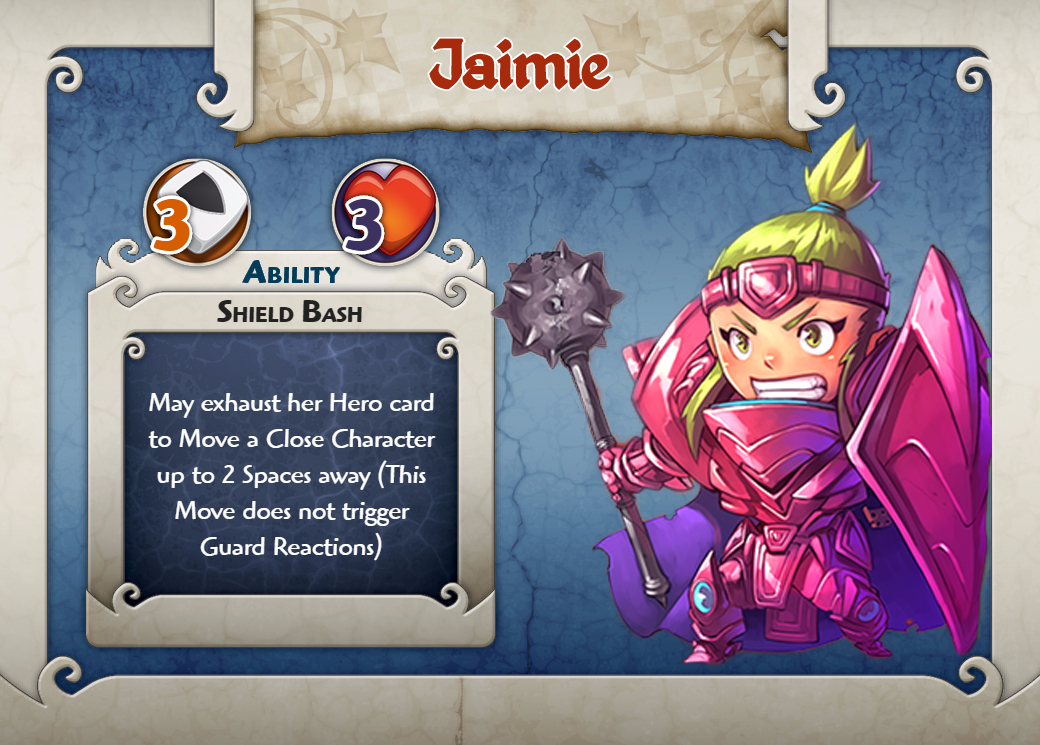 Jaimie
3
3
Ability
Shield Bash
May exhaust her Hero card
to Move a Close Character
up to 2 Spaces away (This
Move does not trigger
Guard Reactions)